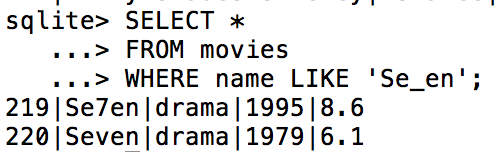 sqlite> SELECT *
   ...> FROM movies
   ...> WHERE name LIKE 'Se_en';
219|Se7en|drama|1995|8.6
220|Seven|drama|1979|6.1